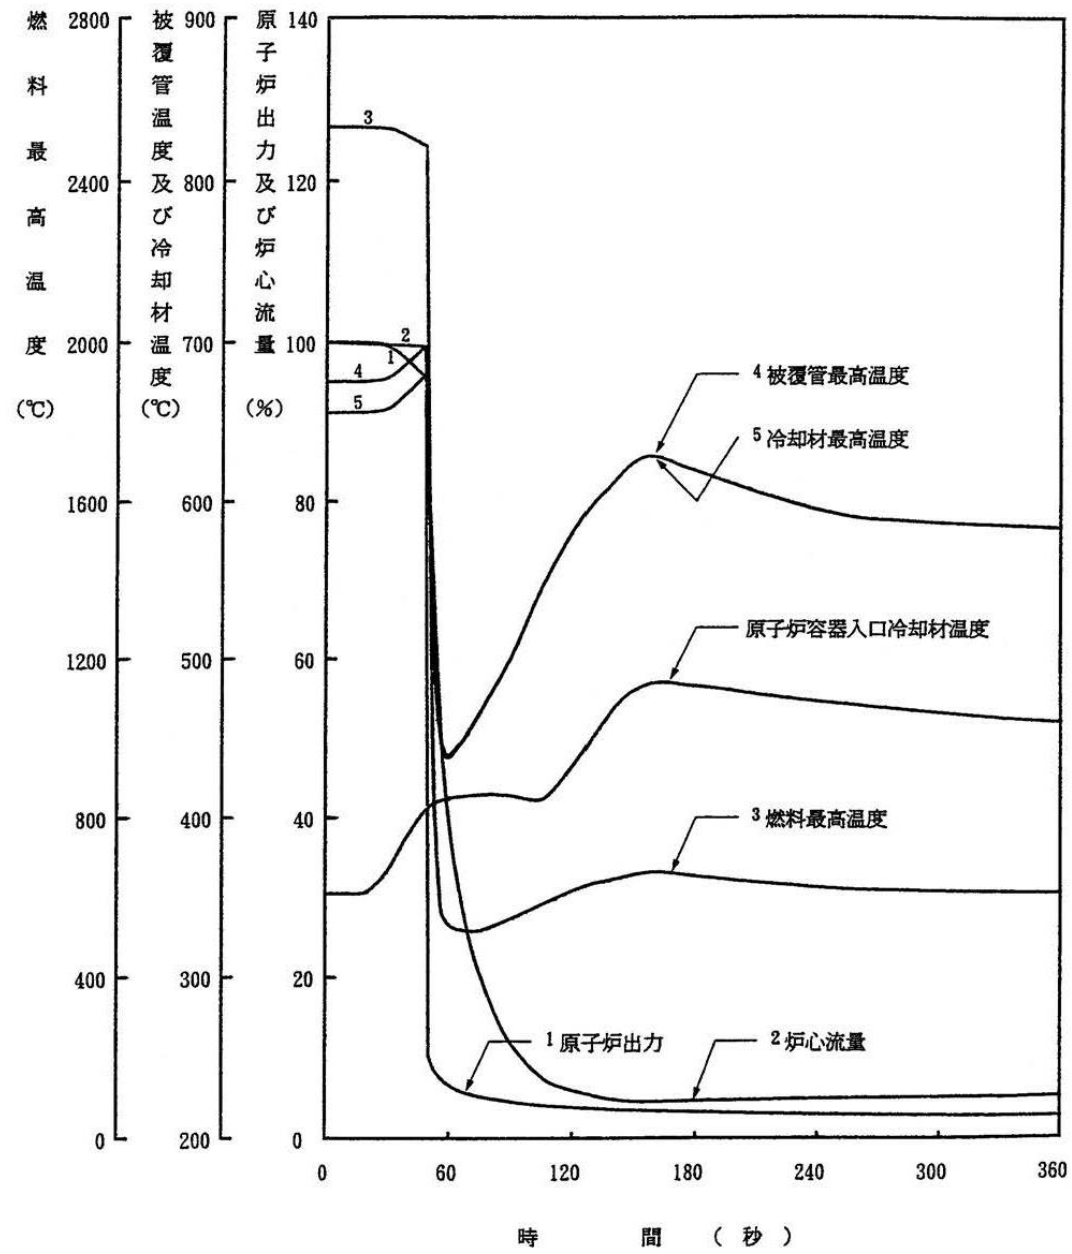 燃料最高温度
(℃)
2800
2400
2000
1600
1200
800
400
0
被覆管温度及び冷却材温度
(℃)
900
800
700
600
500
400
300
200
原子炉出力及び炉心流量
(%)
140
120
100
80
60
40
20
0
3
2
1
4
5
4 被覆管最高温度
5 冷却材最高温度
原子炉容器入口冷却材温度
3 燃料最高温度
1 原子炉出力
2 炉心流量
0 60 120 180 240 300 360
時間(秒)